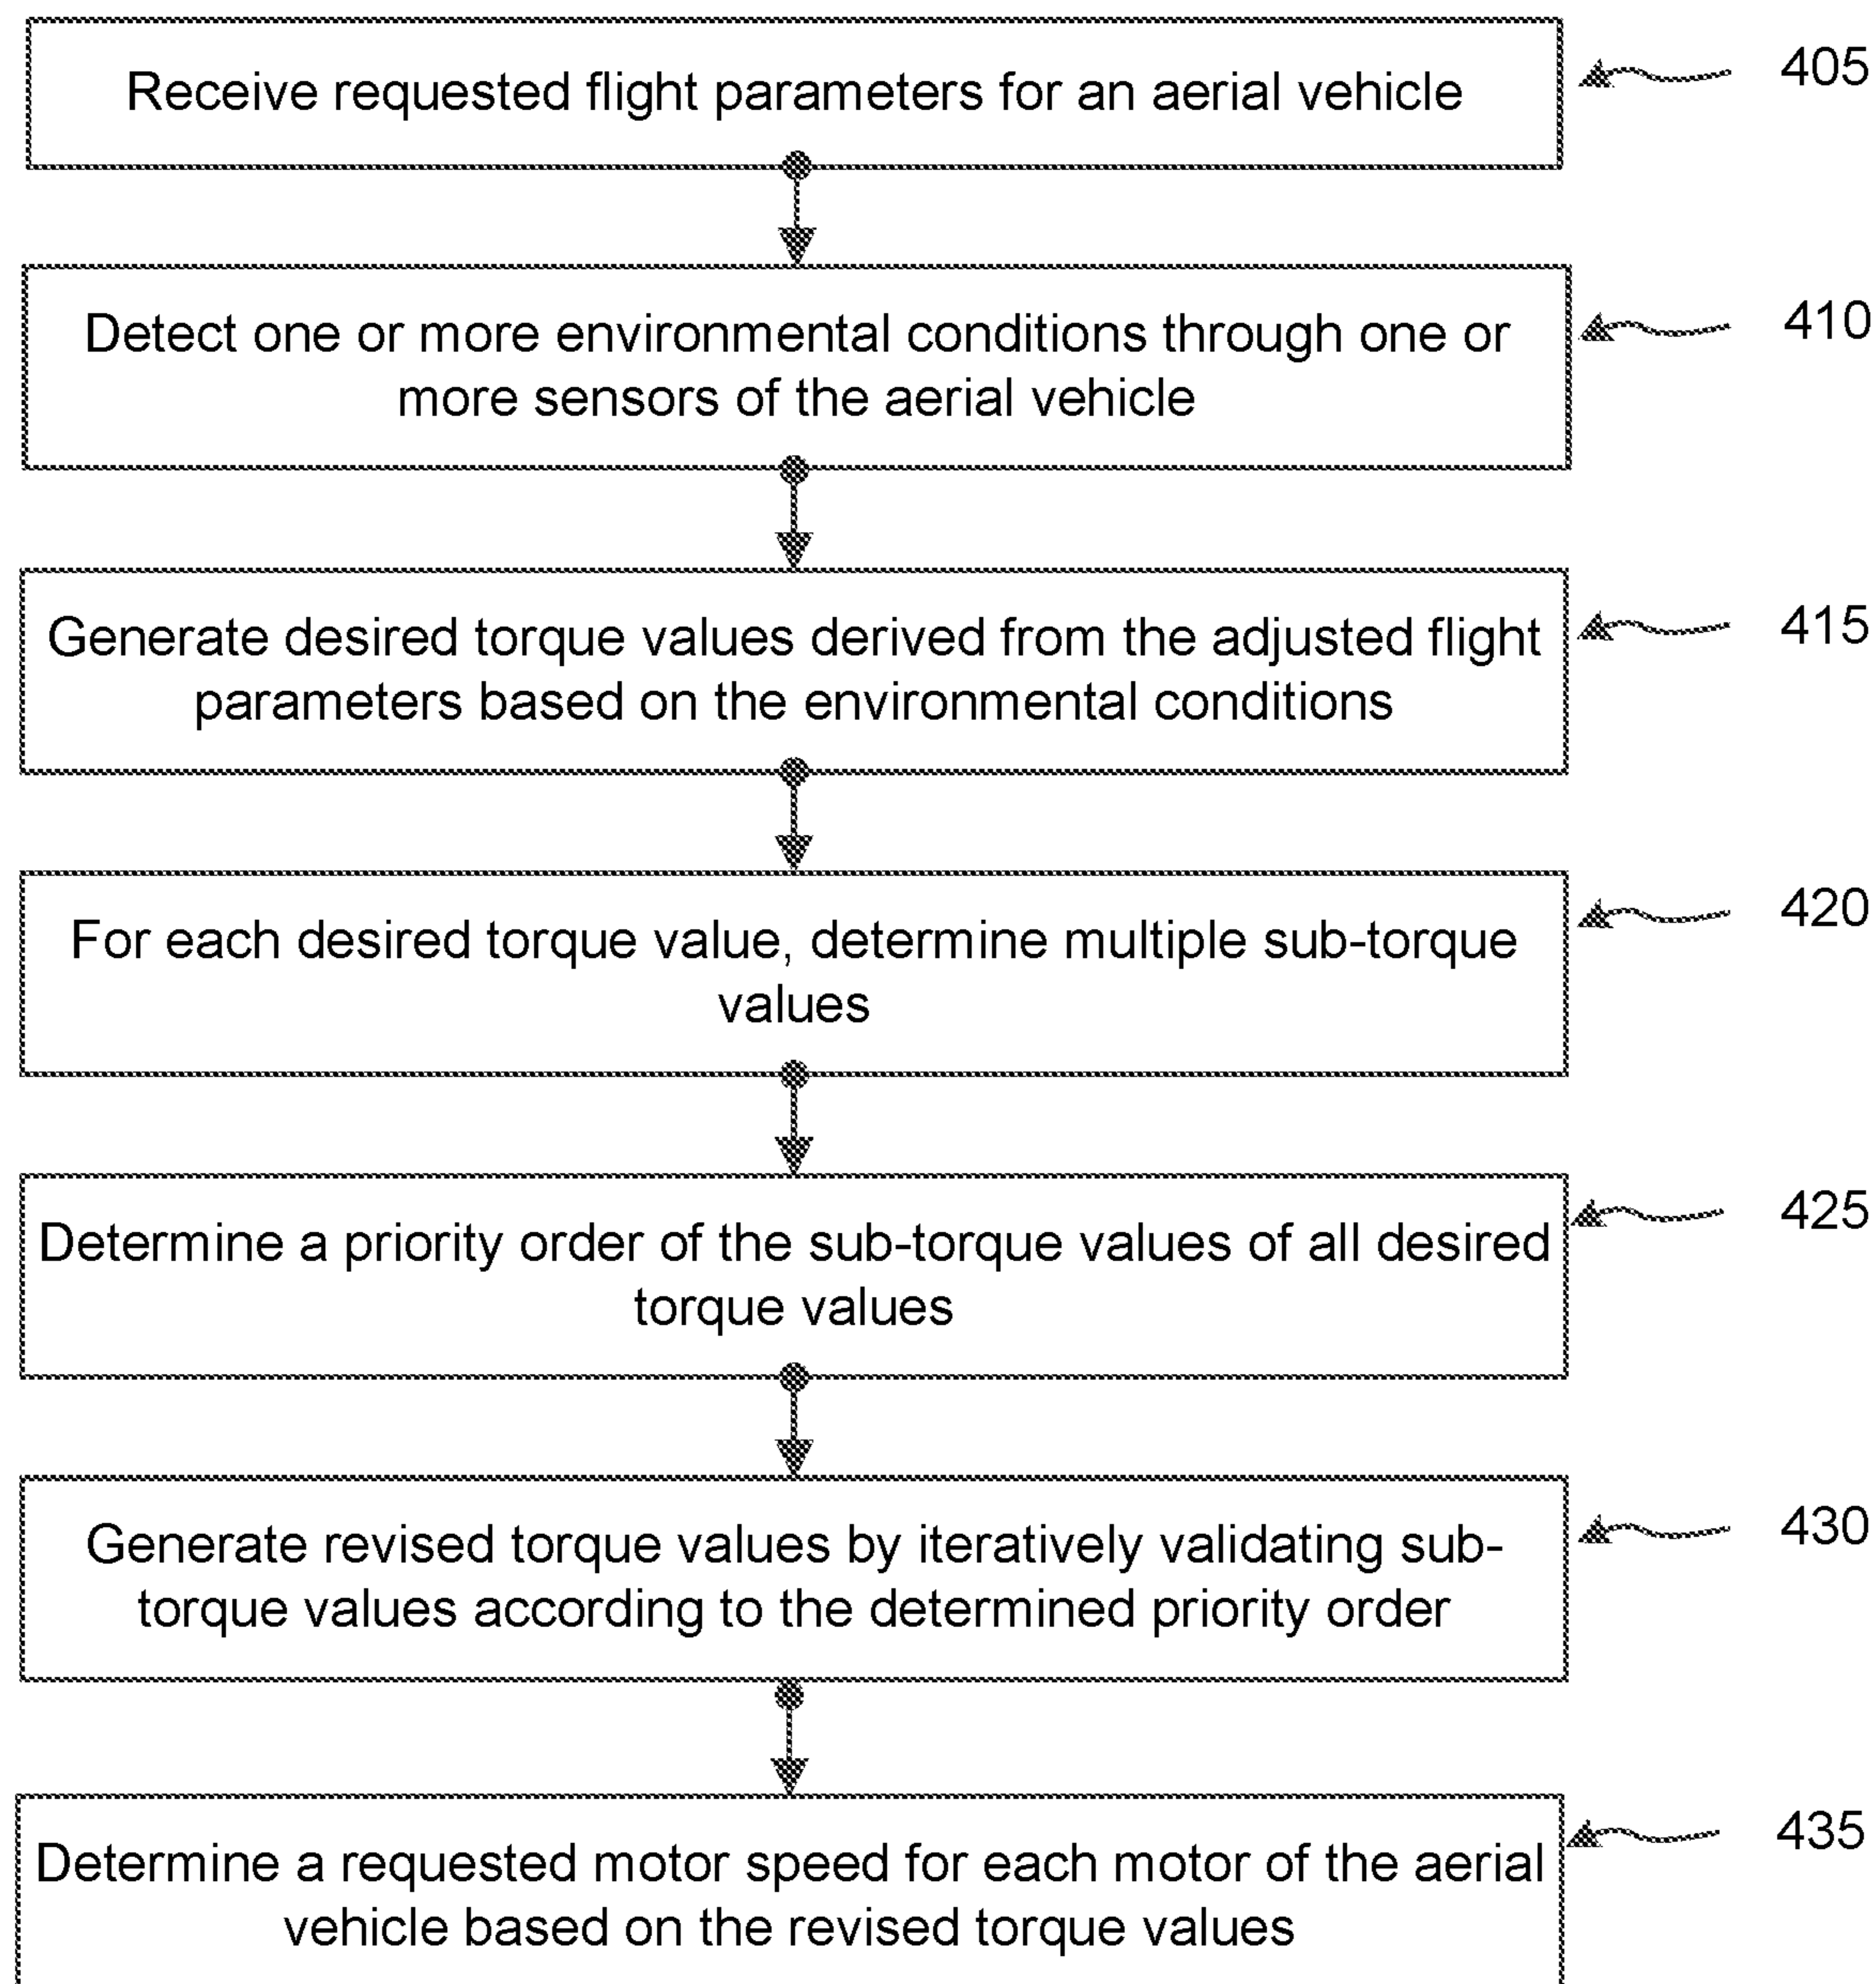 Receive requested flight parameters for an aerial vehicle
405
Detect one or more environmental conditions through one or
more sensors of the aerial vehicle
410
Generate desired torque values derived from the adjusted flight
parameters based on the environmental conditions
415
For each desired torque value, determine multiple sub-torque
values
420
Determine a priority order of the sub-torque values of all desired
torque values
425
Generate revised torque values by iteratively validating sub-
torque values according to the determined priority order
430
Determine a requested motor speed for each motor of the aerial
vehicle based on the revised torque values
435